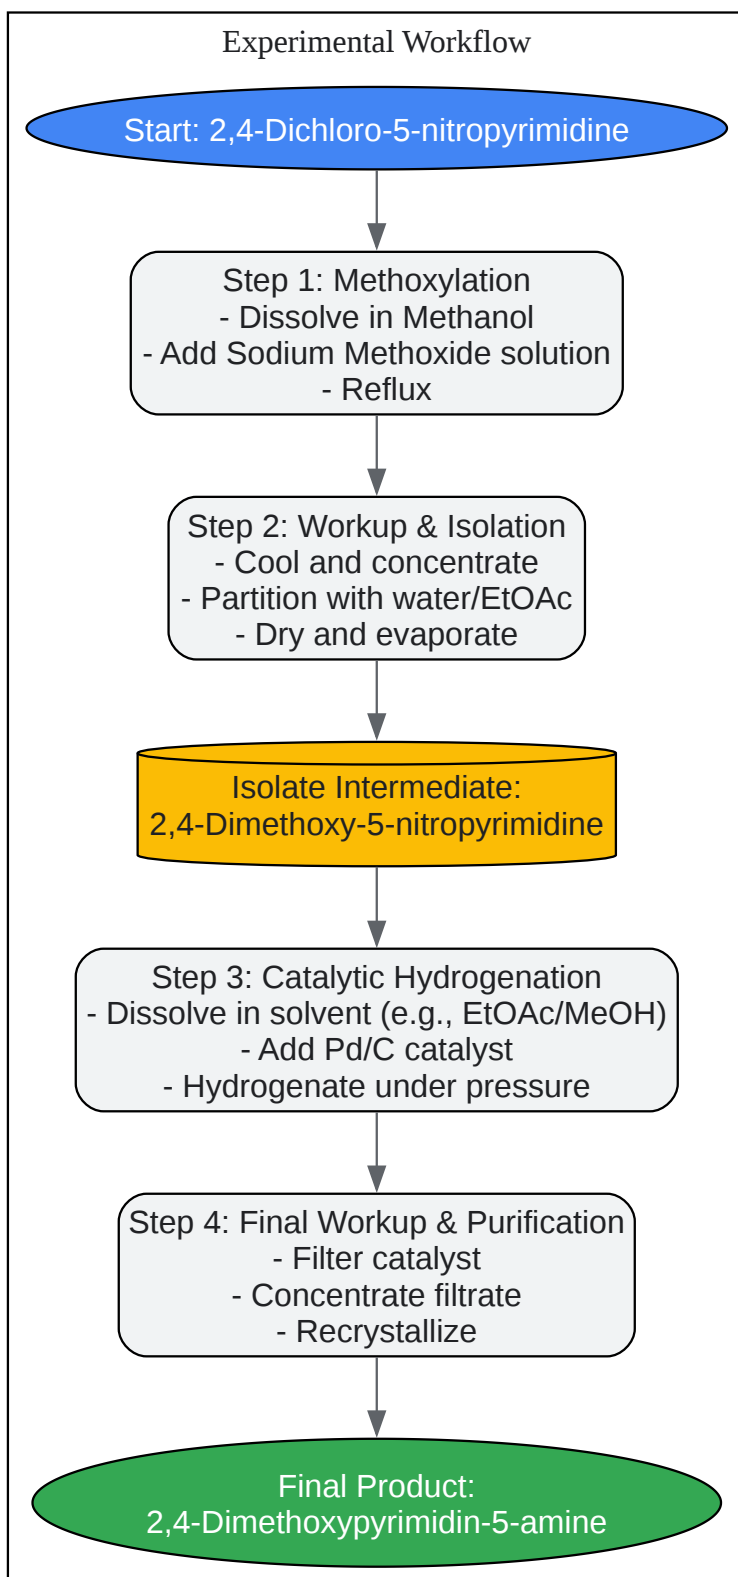 Experimental Workflow
Start: 2,4-Dichloro-5-nitropyrimidine
Step 1: Methoxylation
- Dissolve in Methanol
- Add Sodium Methoxide solution
- Reflux
Step 2: Workup & Isolation
- Cool and concentrate
- Partition with water/EtOAc
- Dry and evaporate
Isolate Intermediate:
2,4-Dimethoxy-5-nitropyrimidine
Step 3: Catalytic Hydrogenation
- Dissolve in solvent (e.g., EtOAc/MeOH)
- Add Pd/C catalyst
- Hydrogenate under pressure
Step 4: Final Workup & Purification
- Filter catalyst
- Concentrate filtrate
- Recrystallize
Final Product:
2,4-Dimethoxypyrimidin-5-amine